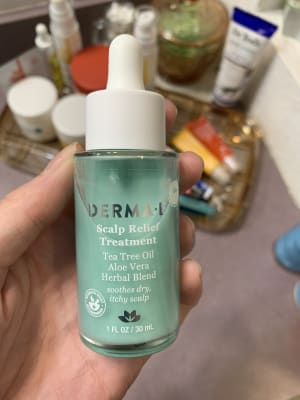 DERMA·E
Scalp Relief
Treatment
Tea Tree Oil
Aloe Vera
Herbal Blend
soothes dry,
itchy scalp
1 FL OZ / 30 mL